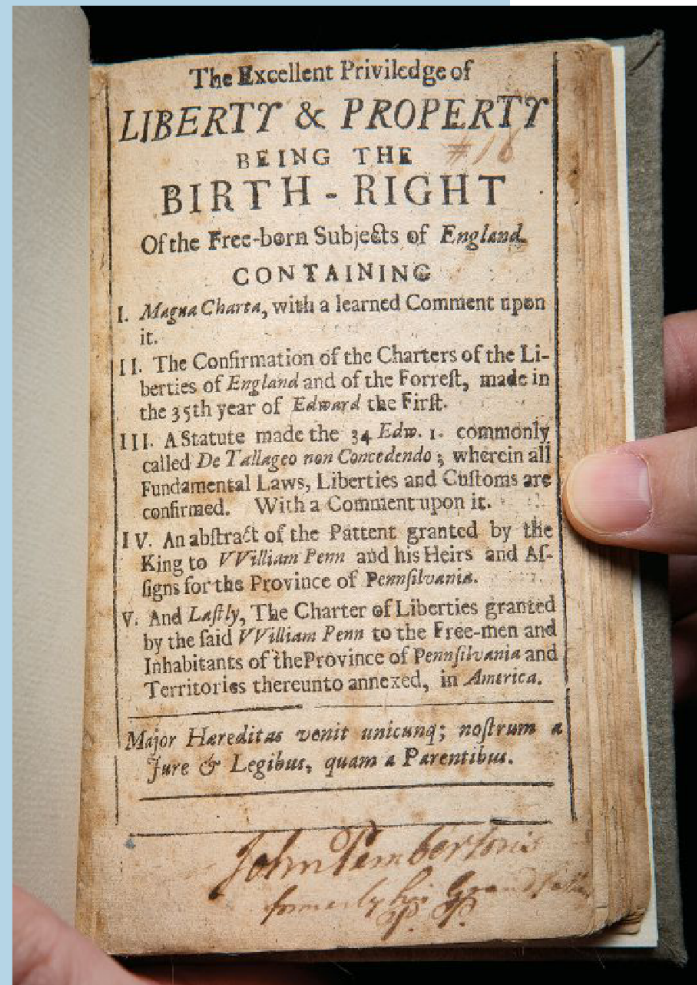 The Excellent Priviledge of
LIBERTY & PROPERTY
#16
BEING THE
BIRTH-RIGHT
Of the Free-born Subjects of England.
CONTAINING
I. Magna Charta, with a learned Comment upon
it.
II. The Confirmation of the Charters of the Li-
berties of England and of the Forreſt, made in
the 35th year of Edward the Firſt.
III. A Statute made the 34 Edw. 1. commonly
called De Tallageo non Concedendo; wherein all
Fundamental Laws, Liberties and Cuſtoms are
confirmed. With a Comment upon it.
IV. An abſtract of the Pattent granted by the
King to VVilliam Penn and his Heirs and Aſ-
ſigns for the Province of Pennſilvania.
V. And Laſtly, The Charter of Liberties granted
by the ſaid VVilliam Penn to the Free-men and
Inhabitants of the Province of Pennſilvania and
Territories thereunto annexed, in America.
Major Hæreditas venit unicunq; noſtrum a
Jure & Legibus, quam a Parentibus.
John Pemberton's
formerly his Grandfather
P. P.